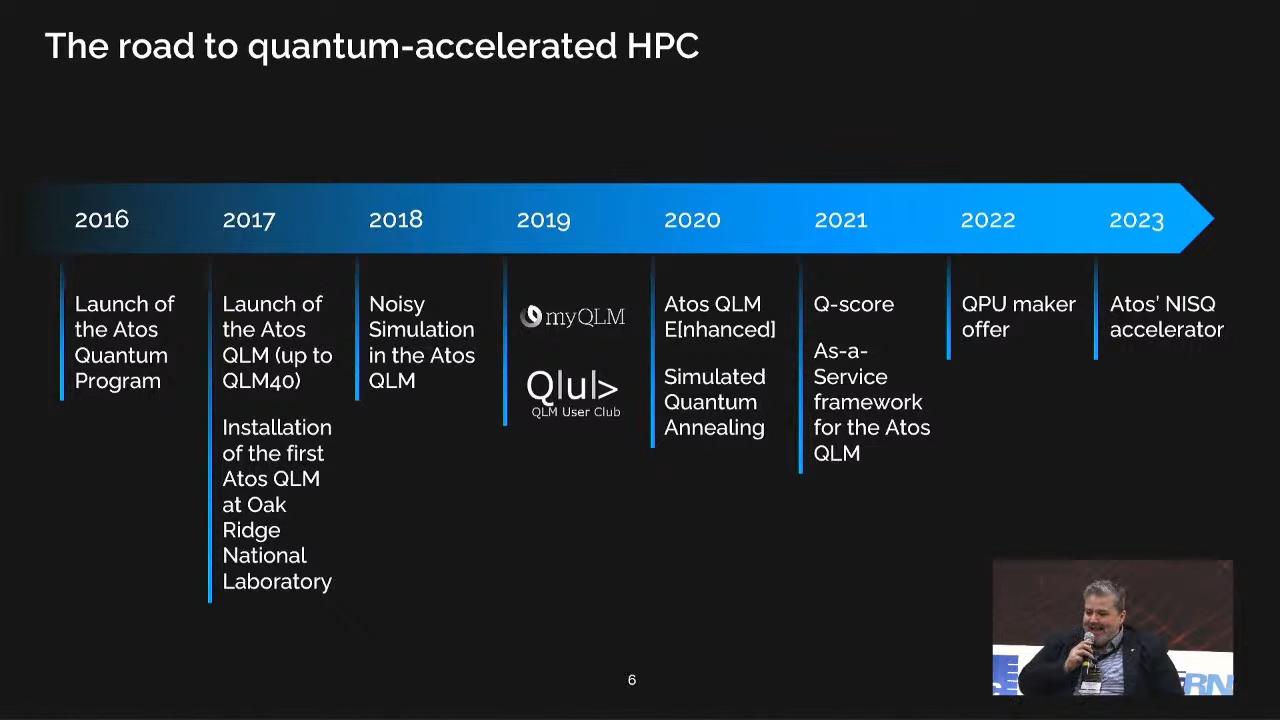 The road to quantum-accelerated HPC
2016
2017
2018
2019
2020
2021
2022
2023
Launch of
the Atos
Quantum
Program
Launch of
the Atos
QLM (up to
QLM40)
Installation
of the first
Atos QLM
at Oak
Ridge
National
Laboratory
Noisy
Simulation
in the Atos
QLM
myQLM
Q|u|>
QLM User Club
Atos QLM
E[nhanced]
Simulated
Quantum
Annealing
Q-score
As-a-
Service
framework
for the Atos
QLM
QPU maker
offer
Atos’ NISQ
accelerator
6
RN